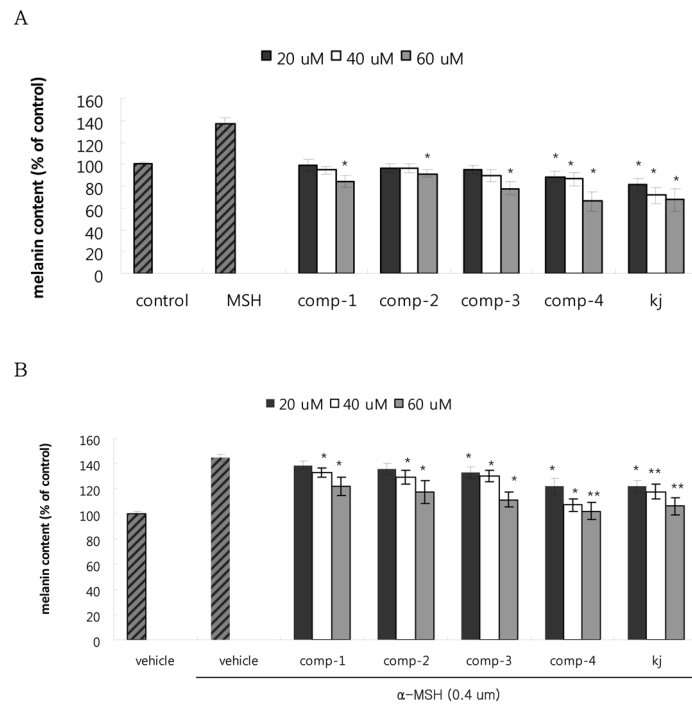 A
20 uM 40 uM 60 uM
melanin content (% of control)
160
140
120
100
80
60
40
20
0
* * * * * * * * *
control MSH comp-1 comp-2 comp-3 comp-4 kj
B
20 uM 40 uM 60 uM
melanin content (% of control)
160
140
120
100
80
60
40
20
0
* * * * * * * * * ** * ** **
vehicle vehicle comp-1 comp-2 comp-3 comp-4 kj
α-MSH (0.4 um)